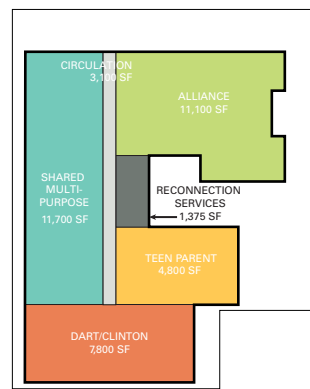 CIRCULATION
3,100 SF
ALLIANCE
11,100 SF
SHARED
MULTI-
PURPOSE
11,700 SF
RECONNECTION
SERVICES
1,375 SF
TEEN PARENT
4,800 SF
DART/CLINTON
7,800 SF